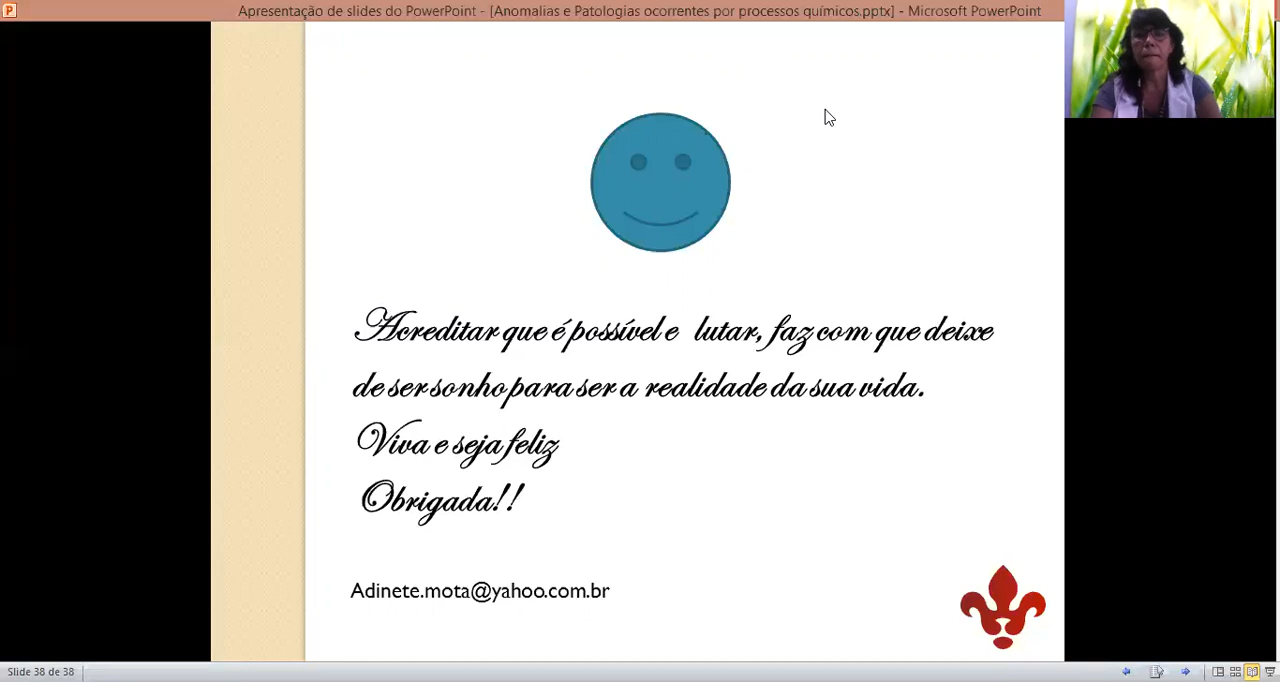 Apresentação de slides do PowerPoint - [Anomalias e Patologias ocorrentes por processos químicos.pptx] - Microsoft PowerPoint
Acreditar que é possível e lutar, faz com que deixe
de ser sonho para ser a realidade da sua vida.
Viva e seja feliz
Obrigada!!
Adinete.mota@yahoo.com.br
Slide 38 de 38